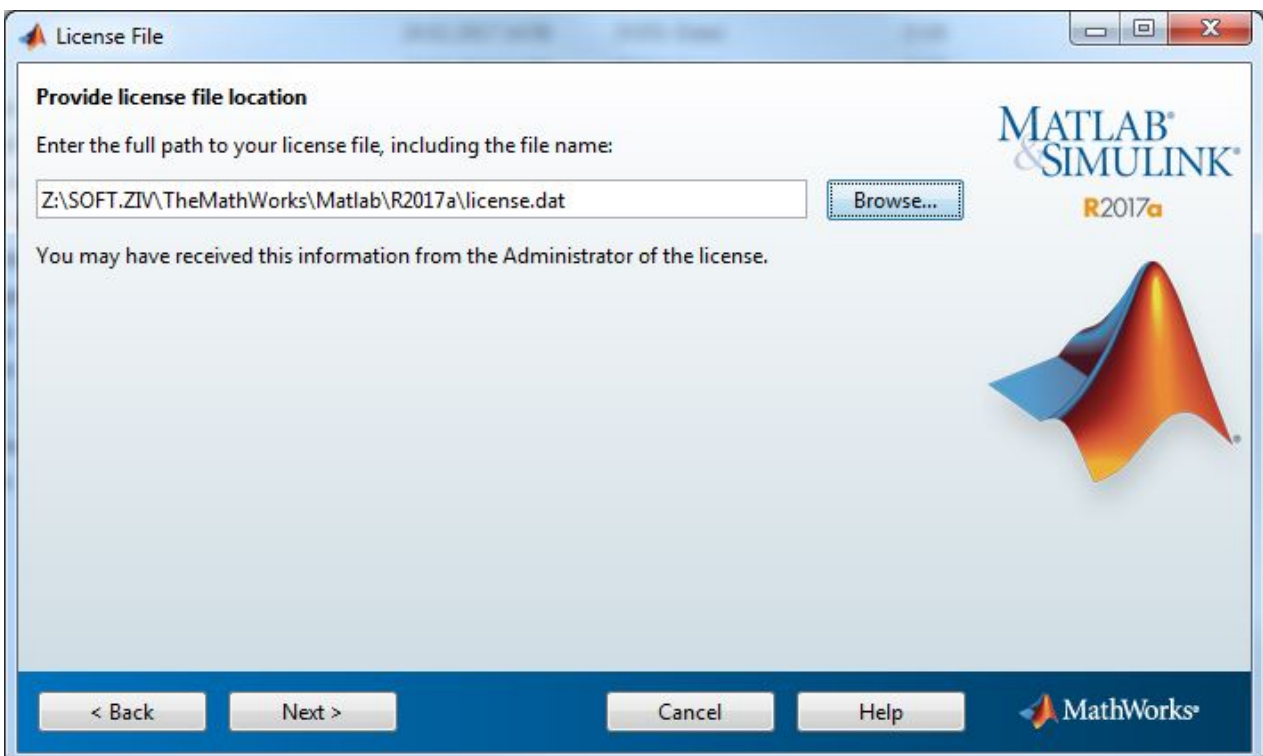 License File
Provide license file location
Enter the full path to your license file, including the file name:
Z:\SOFT.ZIV\TheMathWorks\Matlab\R2017a\license.dat
Browse...
You may have received this information from the Administrator of the license.
MATLAB®
&SIMULINK®
R2017a
®
< Back
Next >
Cancel
Help
MathWorks®